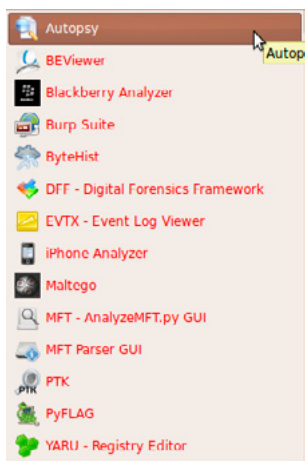 Autopsy
Autop
BEViewer
Blackberry Analyzer
Burp Suite
ByteHist
DFF - Digital Forensics Framework
EVTX - Event Log Viewer
iPhone Analyzer
Maltego
MFT - AnalyzeMFT.py GUI
MFT Parser GUI
PTK
PTK
PyFLAG
YARU - Registry Editor